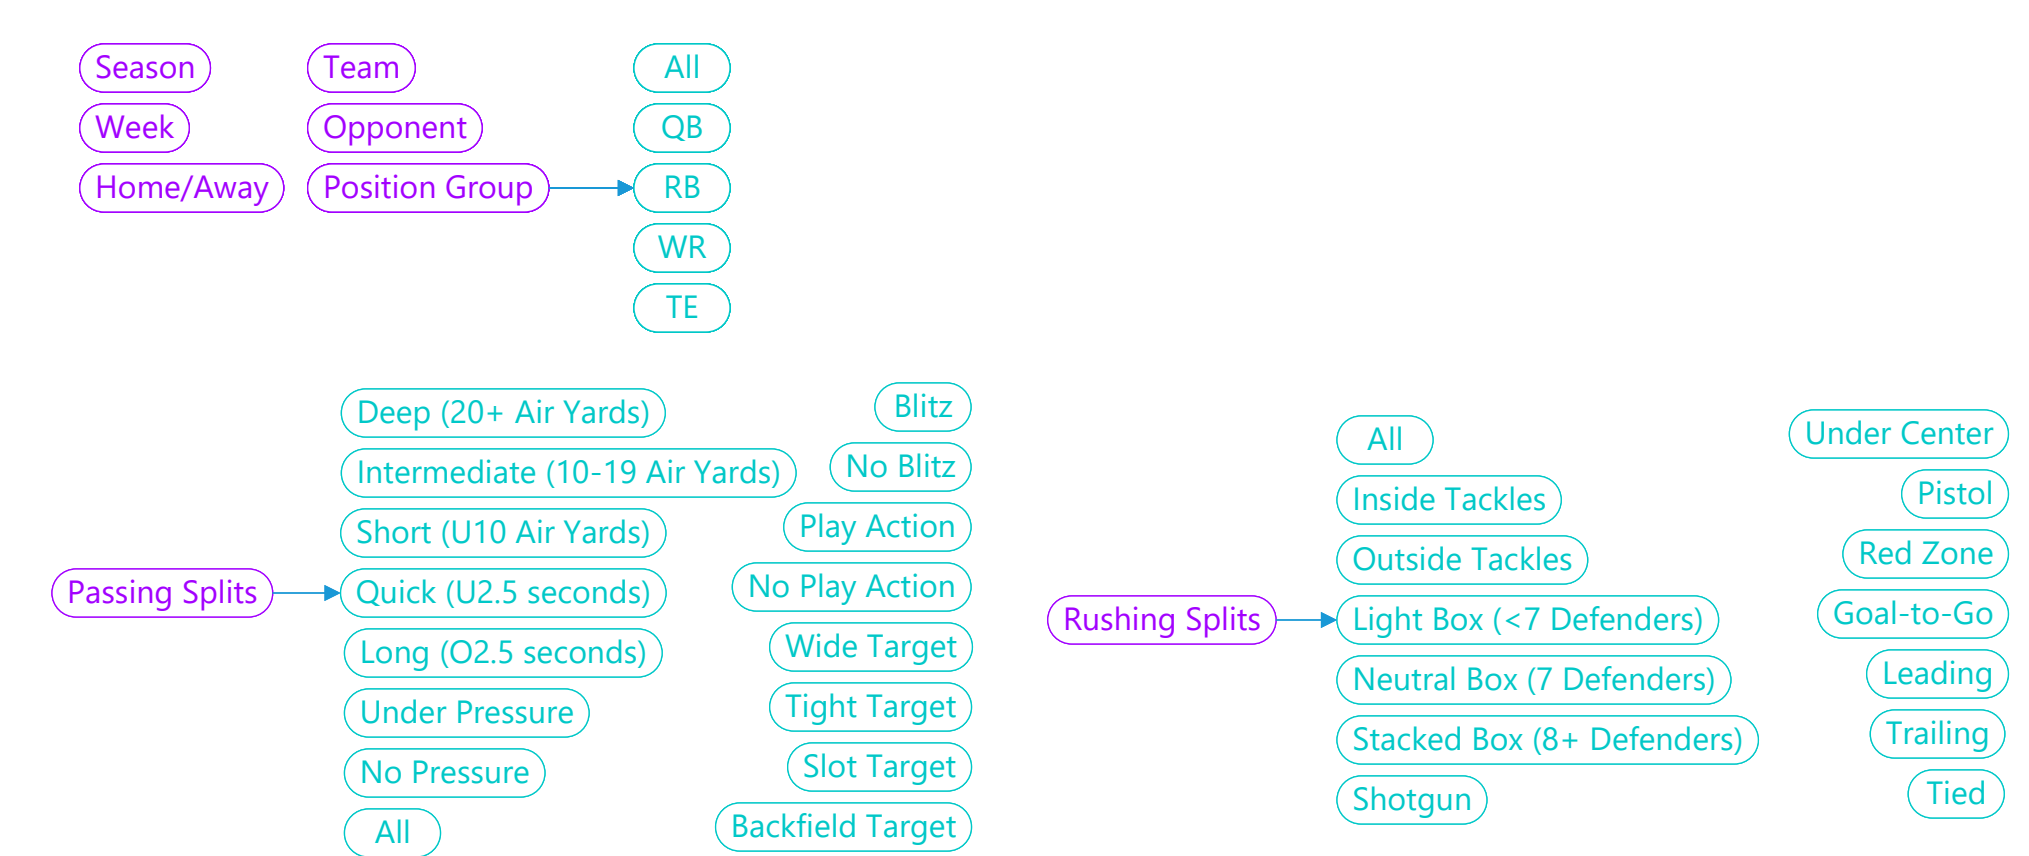 Season
Week
Home/Away
Team
Opponent
Position Group
All
QB
RB
WR
TE
Passing Splits
Deep (20+ Air Yards)
Intermediate (10-19 Air Yards)
Short (U10 Air Yards)
Quick (U2.5 seconds)
Long (O2.5 seconds)
Under Pressure
No Pressure
All
Blitz
No Blitz
Play Action
No Play Action
Wide Target
Tight Target
Slot Target
Backfield Target
Rushing Splits
All
Inside Tackles
Outside Tackles
Light Box (<7 Defenders)
Neutral Box (7 Defenders)
Stacked Box (8+ Defenders)
Shotgun
Under Center
Pistol
Red Zone
Goal-to-Go
Leading
Trailing
Tied